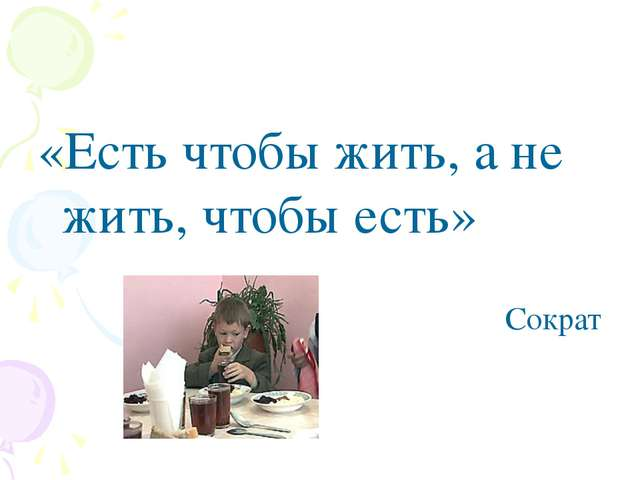 «Есть чтобы жить, а не
жить, чтобы есть»
Сократ